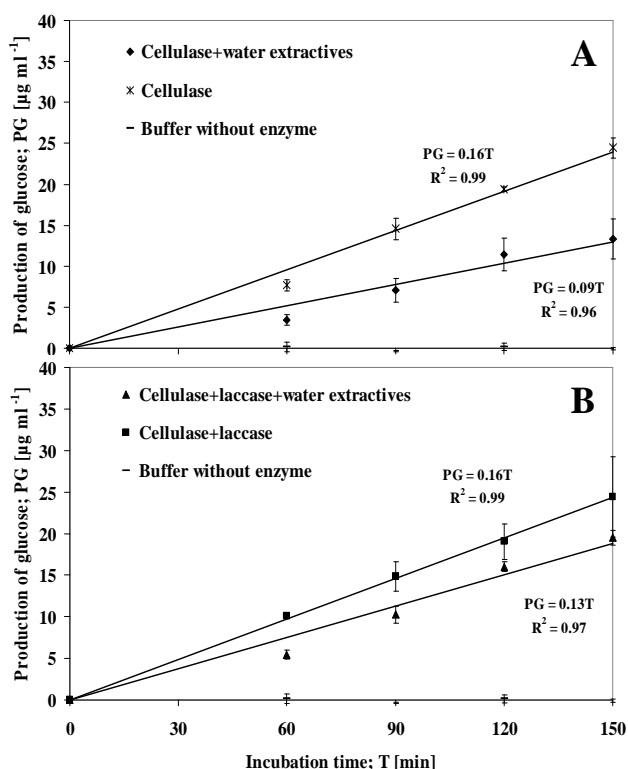 A
Cellulase+water extractives
Cellulase
Buffer without enzyme
PG = 0.16T
R² = 0.99
PG = 0.09T
R² = 0.96
Production of glucose; PG [µg ml⁻¹]
40
35
30
25
20
15
10
5
0
B
Cellulase+laccase+water extractives
Cellulase+laccase
Buffer without enzyme
PG = 0.16T
R² = 0.99
PG = 0.13T
R² = 0.97
Production of glucose; PG [µg ml⁻¹]
40
35
30
25
20
15
10
5
0
0 30 60 90 120 150
Incubation time; T [min]